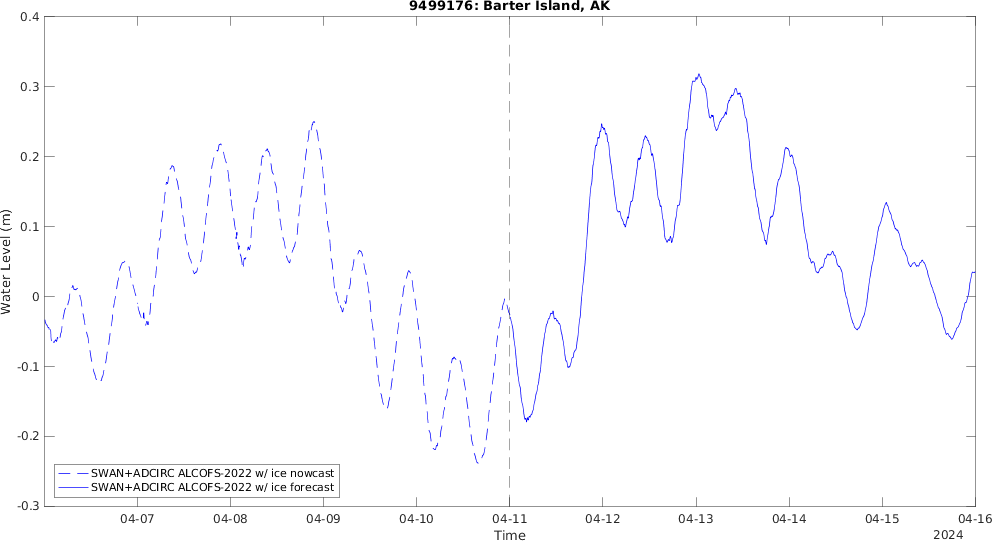 9499176: Barter Island, AK
0.4
0.3
0.2
0.1
0
-0.1
-0.2
-0.3
Water Level (m)
SWAN+ADCIRC ALCOFS-2022 w/ ice nowcast
SWAN+ADCIRC ALCOFS-2022 w/ ice forecast
04-07 04-08 04-09 04-10 04-11 04-12 04-13 04-14 04-15 04-16
Time
2024